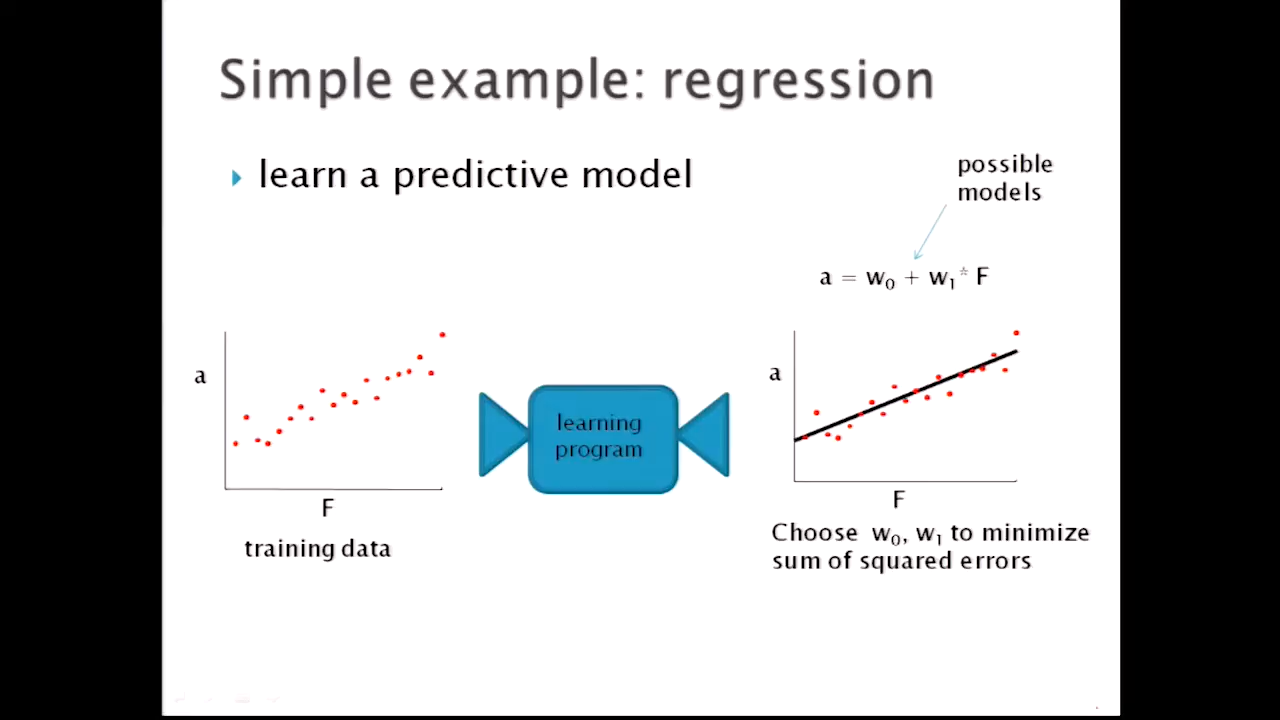 Simple example: regression
learn a predictive model
possible
models
a = w₀ + w₁* F
a
F
training data
learning
program
a
F
Choose w₀, w₁ to minimize
sum of squared errors